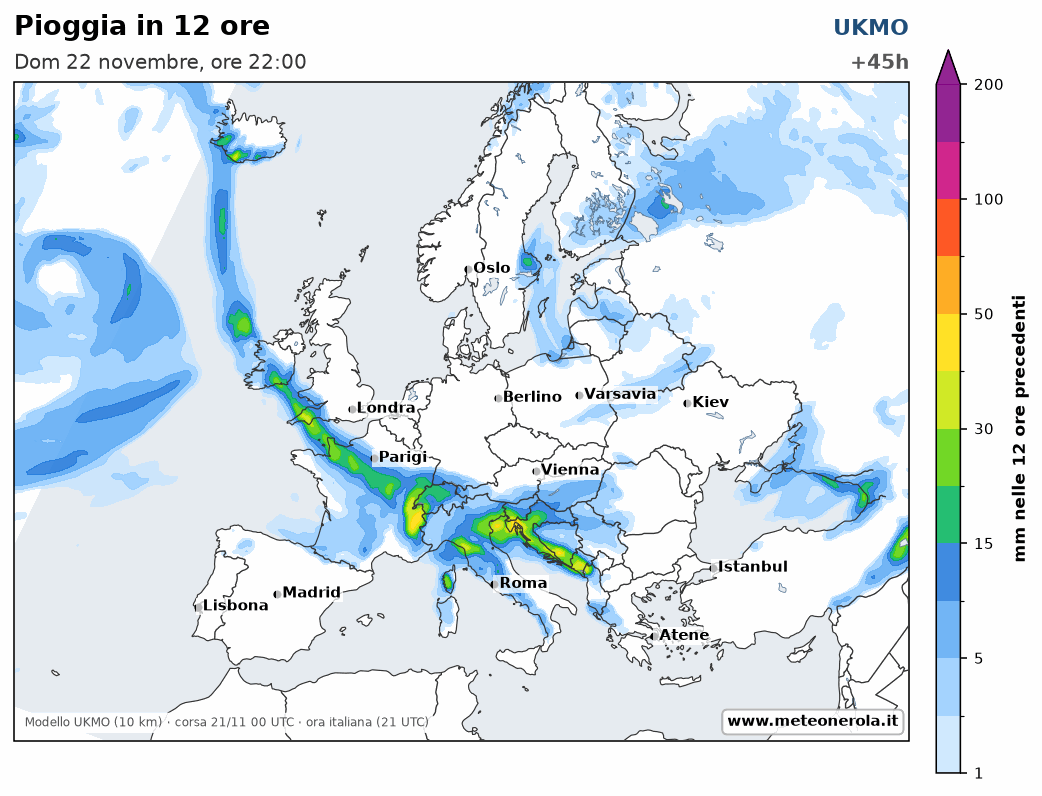 Pioggia in 12 ore
UKMO
Dom 22 novembre, ore 22:00
+45h
200
100
50
30
15
5
1
mm nelle 12 ore precedenti
Oslo
Londra
Berlino
Varsavia
Kiev
Parigi
Vienna
Istanbul
Roma
Madrid
Lisbona
Atene
Modello UKMO (10 km) · corsa 21/11 00 UTC · ora italiana (21 UTC)
www.meteonerola.it